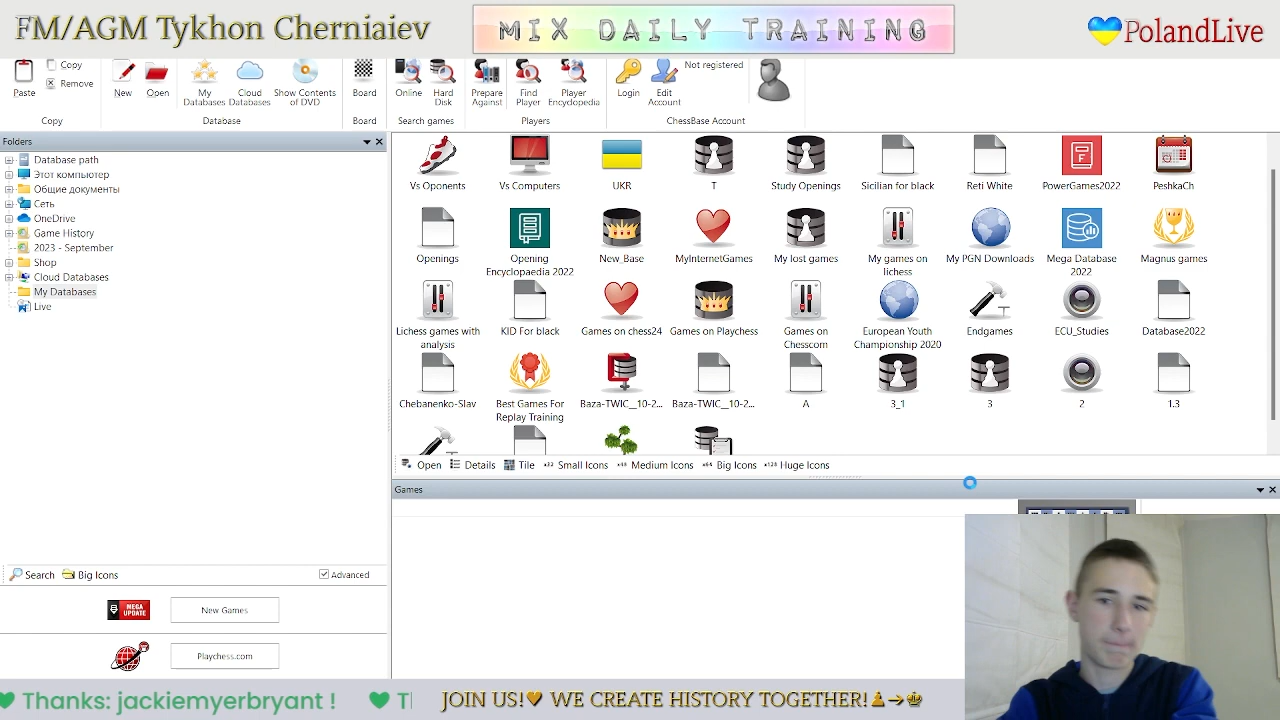 FM/AGM Tykhon Cherniaiev
MIX DAILY TRAINING
PolandLive
Paste
Copy
Remove
Copy
New
Open
My Databases
Cloud Databases
Show Contents of DVD
Database
Board
Board
Online
Hard Disk
Search games
Prepare Against
Find Player
Player Encyclopedia
Players
Login
Edit Account
Not registered
ChessBase Account
Folders
Database path
Этот компьютер
Общие документы
Сеть
OneDrive
Game History
2023 - September
Shop
Cloud Databases
My Databases
Live
Vs Oponents
Vs Computers
UKR
T
Study Openings
Sicilian for black
Reti White
PowerGames2022
PeshkaCh
Openings
Opening Encyclopaedia 2022
New_Base
MyInternetGames
My lost games
My games on lichess
My PGN Downloads
Mega Database 2022
Magnus games
Lichess games with analysis
KID For black
Games on chess24
Games on Playchess
Games on Chesscom
European Youth Championship 2020
Endgames
ECU_Studies
Database2022
Chebanenko-Slav
Best Games For Replay Training
Baza-TWIC__10-2...
Baza-TWIC__10-2...
A
3_1
3
2
1.3
Open Details Tile Small Icons Medium Icons Big Icons Huge Icons
Games
Search Big Icons Advanced
MEGA UPDATE
New Games
Playchess.com
Thanks: jackiemyerbryant !
JOIN US! WE CREATE HISTORY TOGETHER!